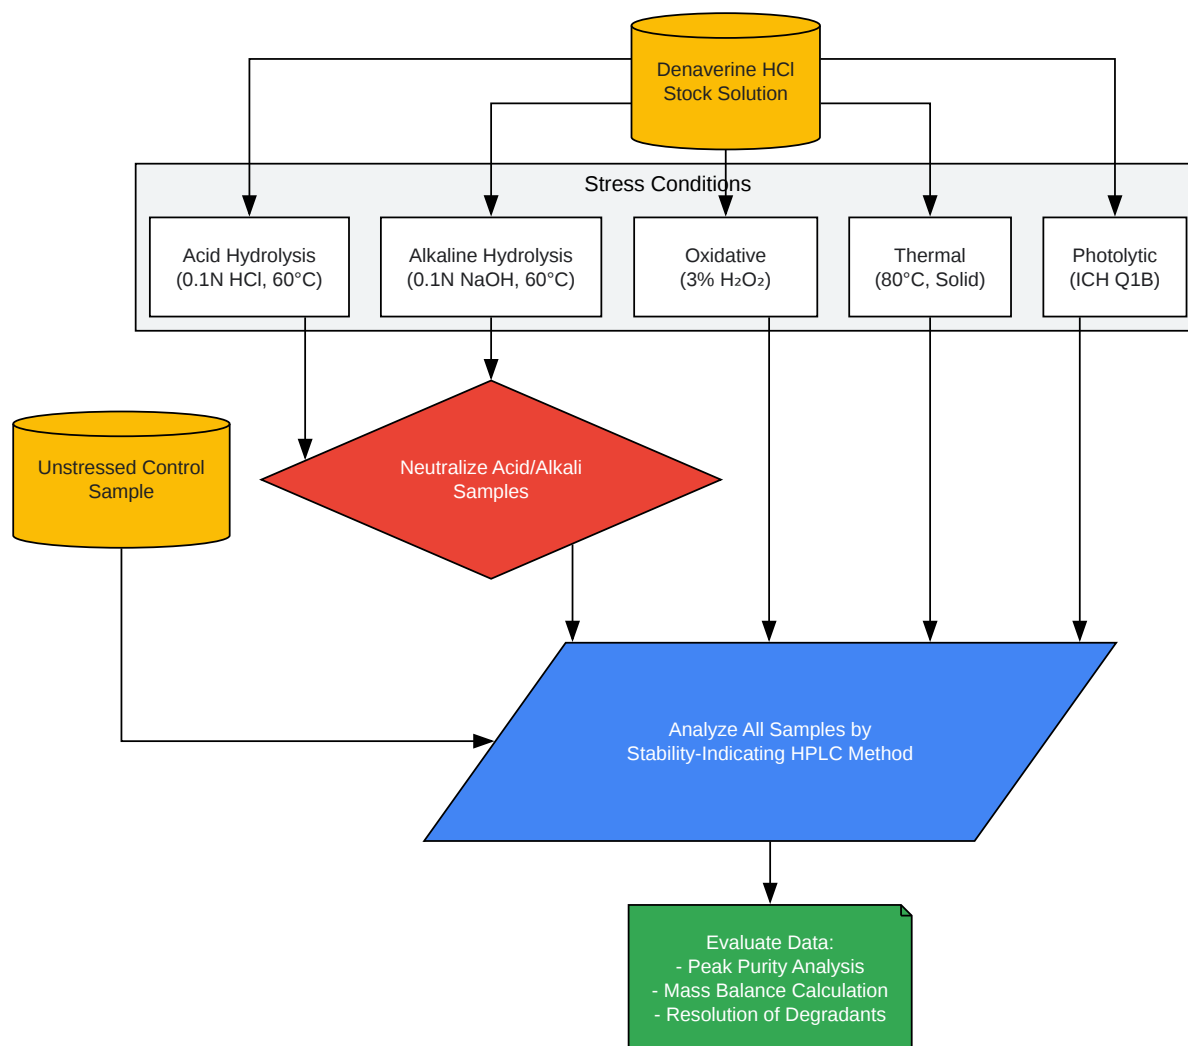 Denaverine HCl
Stock Solution
Stress Conditions
Acid Hydrolysis
(0.1N HCl, 60°C)
Alkaline Hydrolysis
(0.1N NaOH, 60°C)
Oxidative
(3% H₂O₂)
Thermal
(80°C, Solid)
Photolytic
(ICH Q1B)
Unstressed Control
Sample
Neutralize Acid/Alkali
Samples
Analyze All Samples by
Stability-Indicating HPLC Method
Evaluate Data:
- Peak Purity Analysis
- Mass Balance Calculation
- Resolution of Degradants